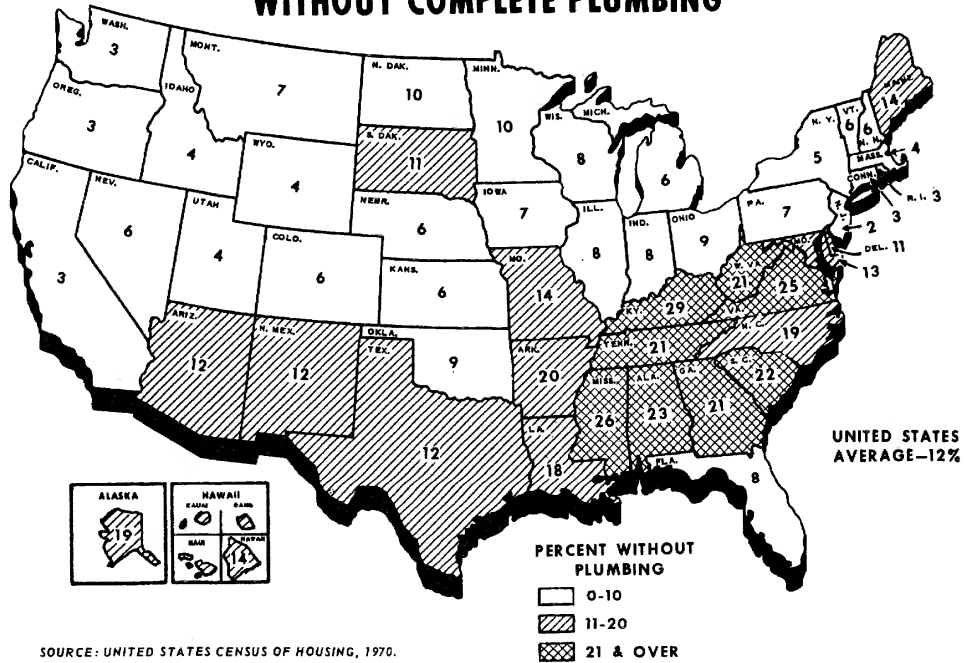 WITHOUT COMPLETE PLUMBING
WASH.
3
MONT.
7
N. DAK.
10
MINN.
10
WIS.
8
MICH.
6
MAINE
14
VT.
6
6
N. H.
N. Y.
5
MASS.
4
CONN.
3
R. I. 3
OREG.
3
IDAHO
4
WYO.
4
S. DAK.
11
IOWA
7
NEBR.
6
ILL.
8
IND.
8
OHIO
9
PA.
7
N. J.
2
DEL. 11
MD.
13
CALIF.
3
NEV.
6
UTAH
4
COLO.
6
KANS.
6
MO.
14
KY.
29
W. VA.
21
VA.
25
ARIZ.
12
N. MEX.
12
OKLA.
9
TEX.
12
ARK.
20
TENN.
21
N. C.
19
S. C.
22
MISS.
26
ALA.
23
GA.
21
LA.
18
FLA.
8
UNITED STATES
AVERAGE—12%
ALASKA
19
HAWAII
KAUAI
OAHU
MAUI
HAWAII
14
PERCENT WITHOUT
PLUMBING
0-10
11-20
21 & OVER
SOURCE: UNITED STATES CENSUS OF HOUSING, 1970.